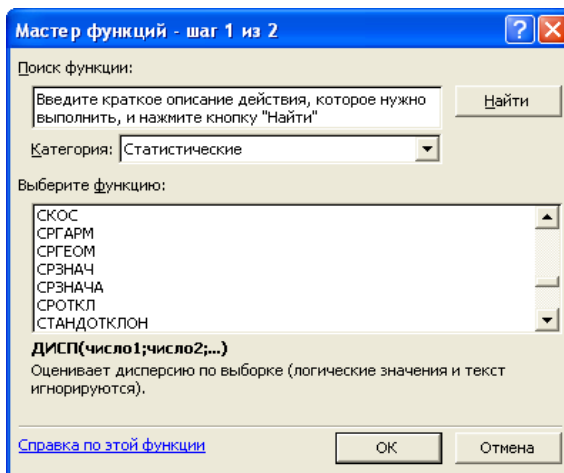 Мастер функций - шаг 1 из 2
Поиск функции:
Введите краткое описание действия, которое нужно
выполнить, и нажмите кнопку "Найти"
Найти
Категория: Статистические
Выберите функцию:
СКОС
СРГАРМ
СРГЕОМ
СРЗНАЧ
СРЗНАЧА
СРОТКЛ
СТАНДОТКЛОН
ДИСП(число1;число2;...)
Оценивает дисперсию по выборке (логические значения и текст
игнорируются).
Справка по этой функции
ОК
Отмена